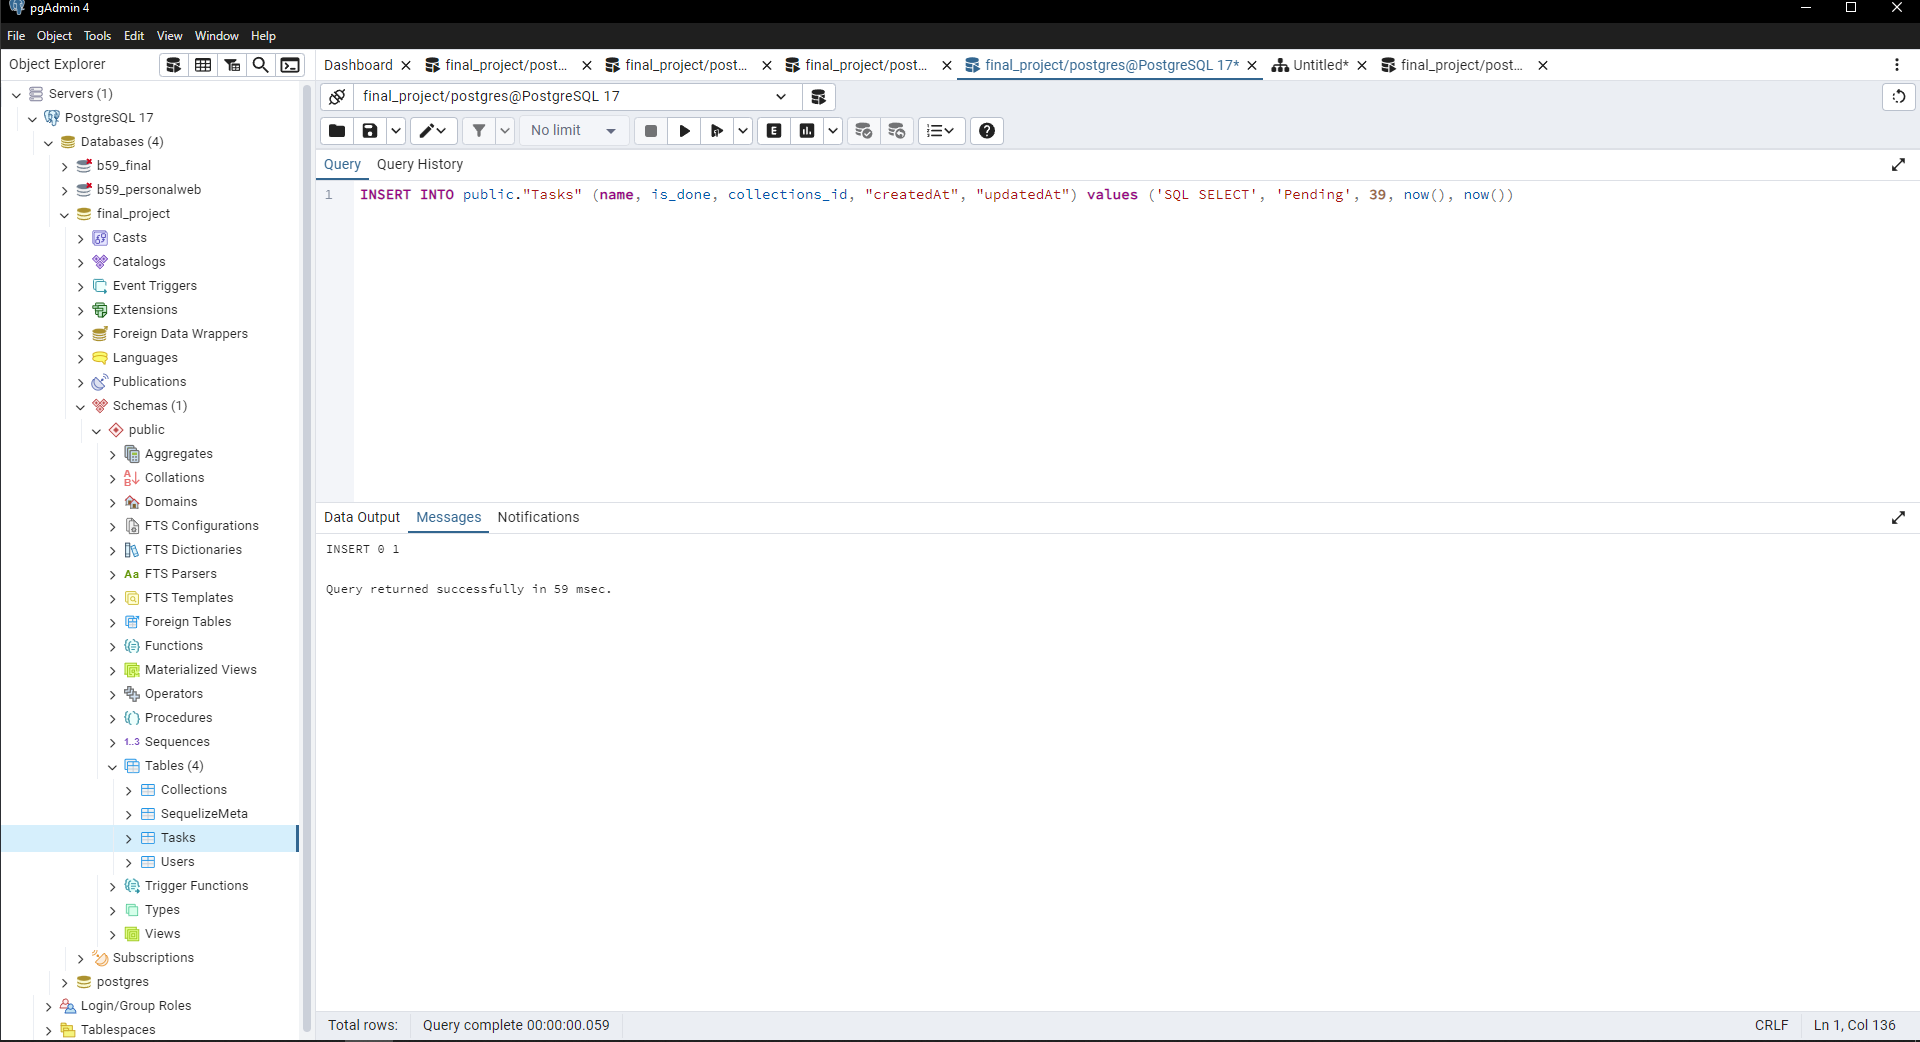 pgAdmin 4
File Object Tools Edit View Window Help
Object Explorer
Servers (1)
PostgreSQL 17
Databases (4)
b59_final
b59_personalweb
final_project
Casts
Catalogs
Event Triggers
Extensions
Foreign Data Wrappers
Languages
Publications
Schemas (1)
public
Aggregates
Collations
Domains
FTS Configurations
FTS Dictionaries
Aa FTS Parsers
FTS Templates
Foreign Tables
Functions
Materialized Views
Operators
Procedures
1..3 Sequences
Tables (4)
Collections
SequelizeMeta
Tasks
Users
Trigger Functions
Types
Views
Subscriptions
postgres
Login/Group Roles
Tablespaces
Dashboard final_project/post... final_project/post... final_project/post... final_project/postgres@PostgreSQL 17* Untitled* final_project/post...
final_project/postgres@PostgreSQL 17
No limit E
Query Query History
1 INSERT INTO public."Tasks" (name, is_done, collections_id, "createdAt", "updatedAt") values ('SQL SELECT', 'Pending', 39, now(), now())
Data Output Messages Notifications
INSERT 0 1
Query returned successfully in 59 msec.
Total rows: Query complete 00:00:00.059 CRLF Ln 1, Col 136